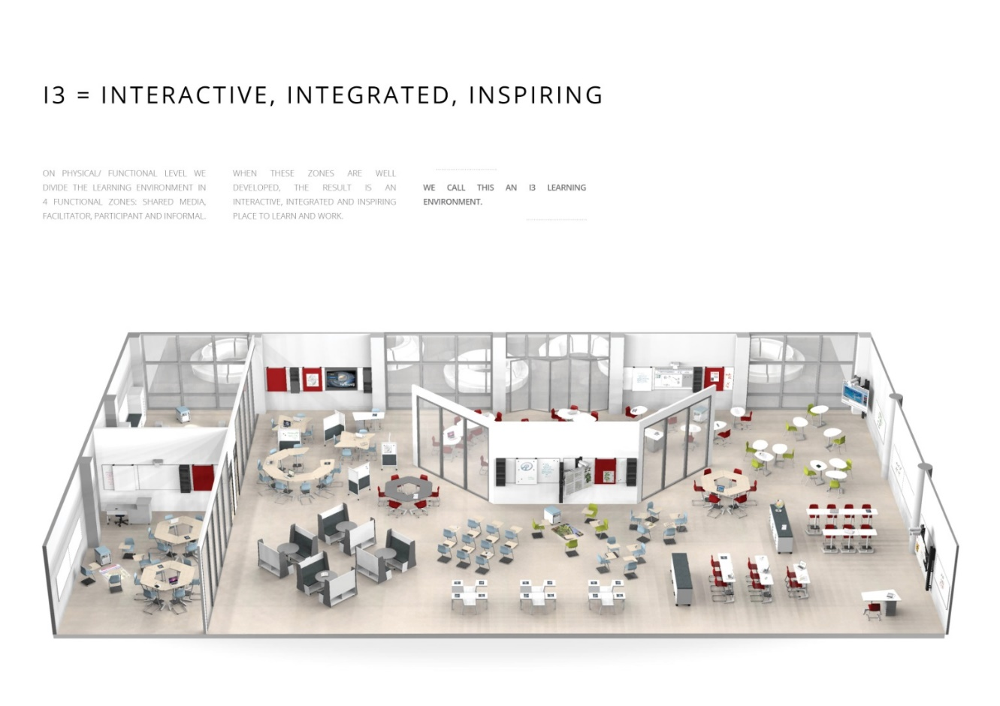 I3 = INTERACTIVE, INTEGRATED, INSPIRING
ON PHYSICAL/ FUNCTIONAL LEVEL WE
DIVIDE THE LEARNING ENVIRONMENT IN
4 FUNCTIONAL ZONES: SHARED MEDIA,
FACILITATOR, PARTICIPANT AND INFORMAL.
WHEN THESE ZONES ARE WELL
DEVELOPED, THE RESULT IS AN
INTERACTIVE, INTEGRATED AND INSPIRING
PLACE TO LEARN AND WORK.
WE CALL THIS AN I3 LEARNING
ENVIRONMENT.